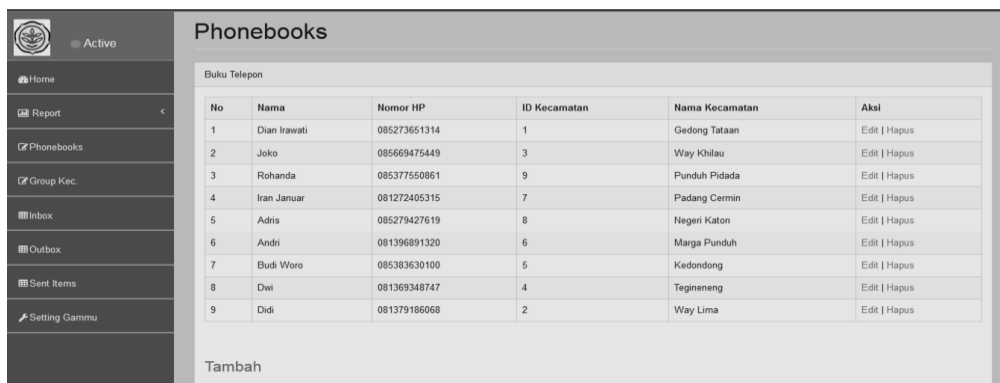 Active
Phonebooks
Home
Report
Phonebooks
Group Kec.
Inbox
Outbox
Sent Items
Setting Gammu
Buku Telepon
No Nama Nomor HP ID Kecamatan Nama Kecamatan Aksi
1 Dian Irawati 085273651314 1 Gedong Tataan Edit | Hapus
2 Joko 085669475449 3 Way Khilau Edit | Hapus
3 Rohanda 085377550861 9 Punduh Pidada Edit | Hapus
4 Iran Januar 081272405315 7 Padang Cermin Edit | Hapus
5 Adris 085279427619 8 Negeri Katon Edit | Hapus
6 Andri 081396891320 6 Marga Punduh Edit | Hapus
7 Budi Woro 085383630100 5 Kedondong Edit | Hapus
8 Dwi 081369348747 4 Tegineneng Edit | Hapus
9 Didi 081379186068 2 Way Lima Edit | Hapus
Tambah